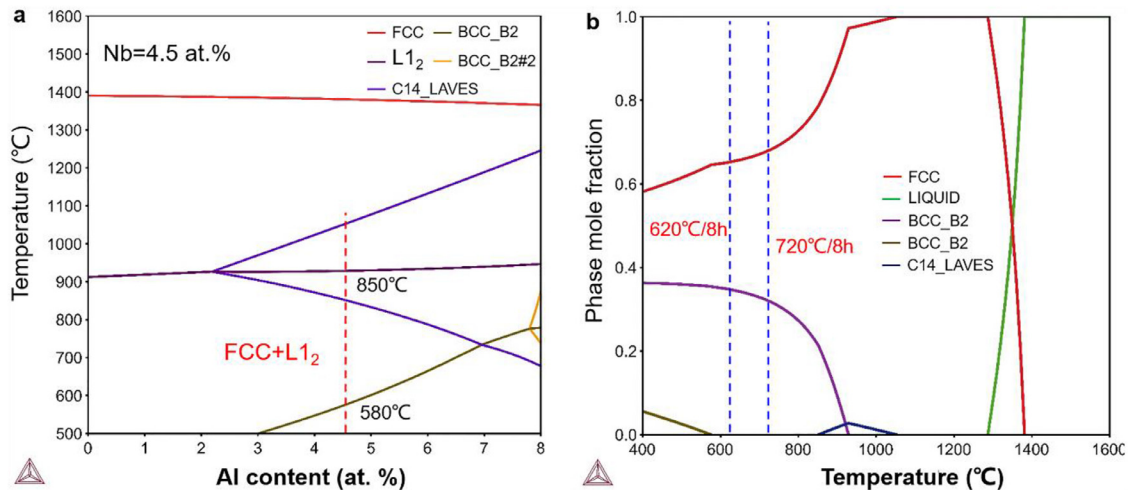 a
1600
1500
1400
1300
1200
1100
1000
900
800
700
600
500
Temperature (℃)
Nb=4.5 at.%
FCC BCC_B2
L1₂ BCC_B2#2
C14_LAVES
850℃
FCC+L1₂
580℃
0 1 2 3 4 5 6 7 8
Al content (at. %)
b
1.0
0.8
0.6
0.4
0.2
0.0
Phase mole fraction
FCC
LIQUID
BCC_B2
BCC_B2
C14_LAVES
620℃/8h
720℃/8h
400 600 800 1000 1200 1400 1600
Temperature (℃)